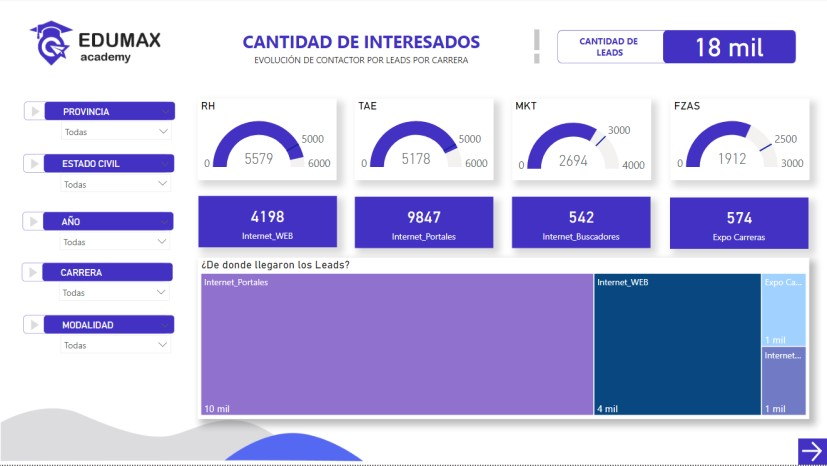 EDUMAX
academy
CANTIDAD DE INTERESADOS
EVOLUCIÓN DE CONTACTOR POR LEADS POR CARRERA
CANTIDAD DE
LEADS
18 mil
PROVINCIA
Todas
ESTADO CIVIL
Todas
AÑO
Todas
CARRERA
Todas
MODALIDAD
Todas
RH
0
5579
5000
6000
TAE
0
5178
5000
6000
MKT
0
2694
3000
4000
FZAS
0
1912
2500
3000
4198
Internet_WEB
9847
Internet_Portales
542
Internet_Buscadores
574
Expo Carreras
¿De donde llegaron los Leads?
Internet_Portales
10 mil
Internet_WEB
4 mil
Expo Ca...
1 mil
Internet...
1 mil